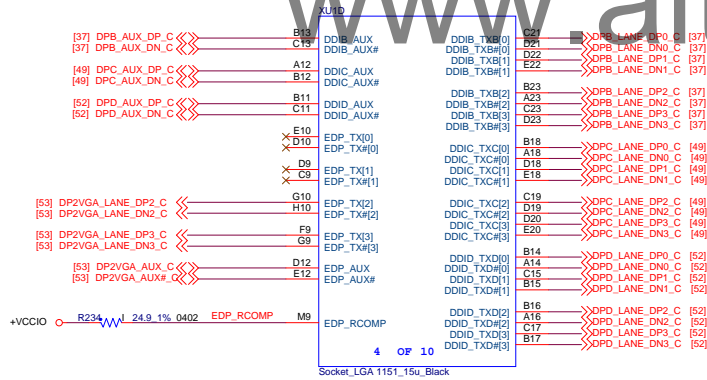 www.ali
XU1D
[37] DPB_AUX_DP_C B13 DDIB_AUX DDIB_TXB[0] C21 DPB_LANE_DP0_C [37]
[37] DPB_AUX_DN_C C13 DDIB_AUX# DDIB_TXB#[0] D21 DPB_LANE_DN0_C [37]
DDIB_TXB[1] D22 DPB_LANE_DP1_C [37]
[49] DPC_AUX_DP_C A12 DDIC_AUX DDIB_TXB#[1] E22 DPB_LANE_DN1_C [37]
[49] DPC_AUX_DN_C B12 DDIC_AUX#
DDIB_TXB[2] B23 DPB_LANE_DP2_C [37]
[52] DPD_AUX_DP_C B11 DDID_AUX DDIB_TXB#[2] A23 DPB_LANE_DN2_C [37]
[52] DPD_AUX_DN_C C11 DDID_AUX# DDIB_TXB[3] C23 DPB_LANE_DP3_C [37]
DDIB_TXB#[3] D23 DPB_LANE_DN3_C [37]
E10 EDP_TX[0]
D10 EDP_TX#[0] DDIC_TXC[0] B18 DPC_LANE_DP0_C [49]
DDIC_TXC#[0] A18 DPC_LANE_DN0_C [49]
D9 EDP_TX[1] DDIC_TXC[1] D18 DPC_LANE_DP1_C [49]
C9 EDP_TX#[1] DDIC_TXC#[1] E18 DPC_LANE_DN1_C [49]
[53] DP2VGA_LANE_DP2_C G10 EDP_TX[2] DDIC_TXC[2] C19 DPC_LANE_DP2_C [49]
[53] DP2VGA_LANE_DN2_C H10 EDP_TX#[2] DDIC_TXC#[2] D19 DPC_LANE_DN2_C [49]
DDIC_TXC[3] D20 DPC_LANE_DP3_C [49]
[53] DP2VGA_LANE_DP3_C F9 EDP_TX[3] DDIC_TXC#[3] E20 DPC_LANE_DN3_C [49]
[53] DP2VGA_LANE_DN3_C G9 EDP_TX#[3]
DDID_TXD[0] B14 DPD_LANE_DP0_C [52]
[53] DP2VGA_AUX_C D12 EDP_AUX DDID_TXD#[0] A14 DPD_LANE_DN0_C [52]
[53] DP2VGA_AUX#_C E12 EDP_AUX# DDID_TXD[1] C15 DPD_LANE_DP1_C [52]
DDID_TXD#[1] B15 DPD_LANE_DN1_C [52]
DDID_TXD[2] B16 DPD_LANE_DP2_C [52]
+VCCIO R234 I 24.9_1% 0402 EDP_RCOMP M9 EDP_RCOMP DDID_TXD#[2] A16 DPD_LANE_DN2_C [52]
DDID_TXD[3] C17 DPD_LANE_DP3_C [52]
DDID_TXD#[3] B17 DPD_LANE_DN3_C [52]
4 OF 10
Socket_LGA 1151_15u_Black